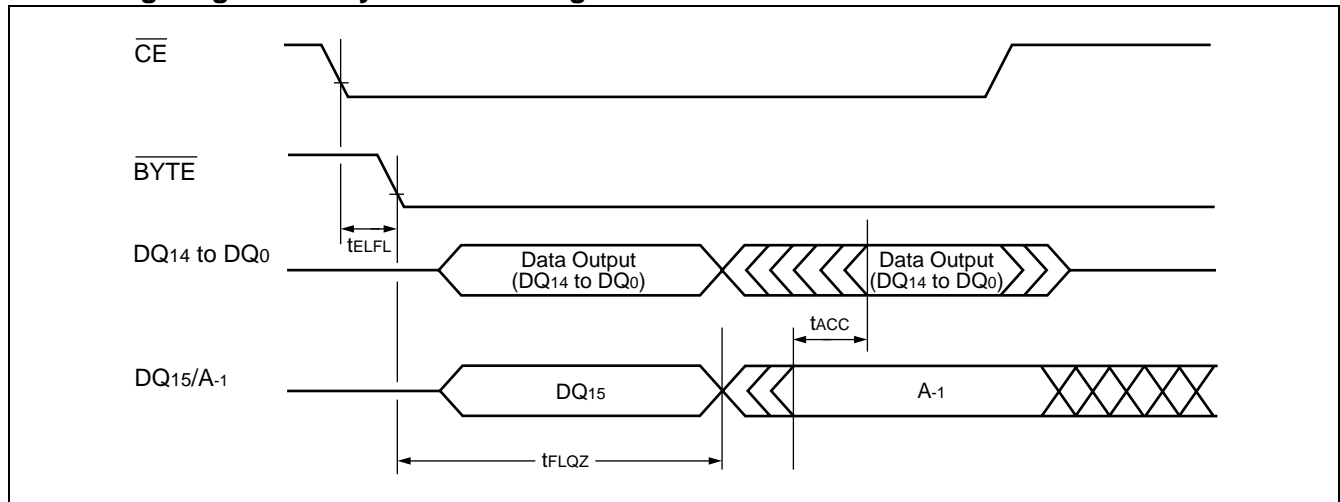 CE
BYTE
tELFL
DQ14 to DQ0
Data Output
(DQ14 to DQ0)
Data Output
(DQ14 to DQ0)
tACC
DQ15/A-1
DQ15
A-1
tFLQZ